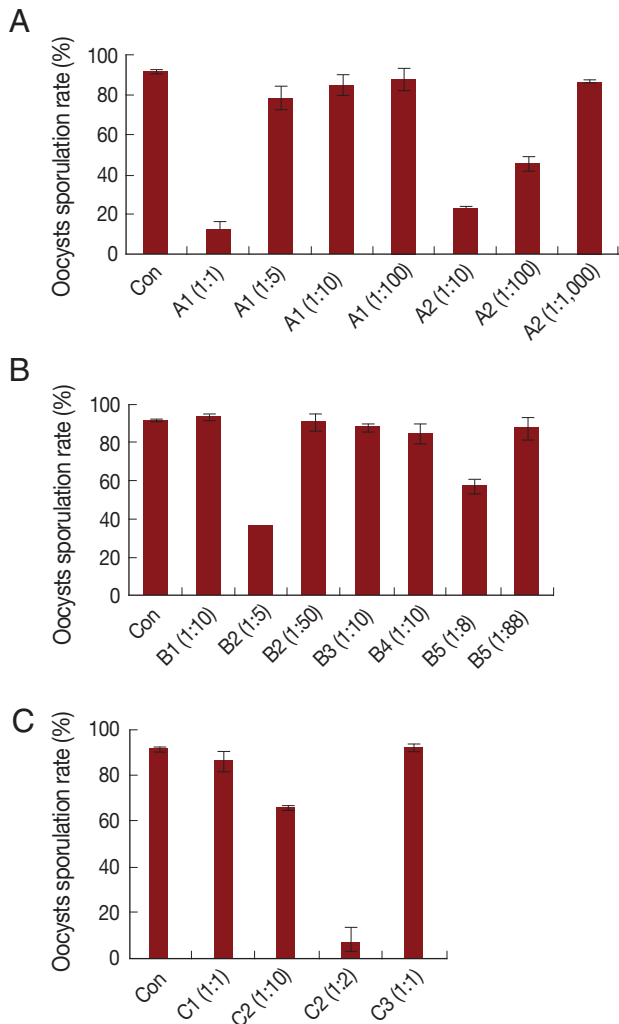 A
Oocysts sporulation rate (%)
100
80
60
40
20
0
Con
A1 (1:1)
A1 (1:5)
A1 (1:10)
A1 (1:100)
A2 (1:10)
A2 (1:100)
A2 (1:1,000)
B
Oocysts sporulation rate (%)
100
80
60
40
20
0
Con
B1 (1:10)
B2 (1:5)
B2 (1:50)
B3 (1:10)
B4 (1:10)
B5 (1:8)
B5 (1:88)
C
Oocysts sporulation rate (%)
100
80
60
40
20
0
Con
C1 (1:1)
C2 (1:10)
C2 (1:2)
C3 (1:1)